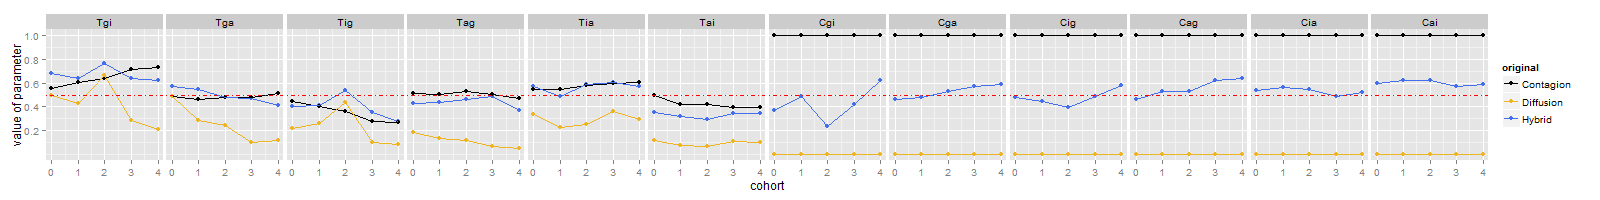 Tgi Tga Tig Tag Tia Tai Cgi Cga Cig Cag Cia Cai
value of parameter
1.0
0.8
0.6
0.4
0.2
0 1 2 3 4 0 1 2 3 4 0 1 2 3 4 0 1 2 3 4 0 1 2 3 4 0 1 2 3 4 0 1 2 3 4 0 1 2 3 4 0 1 2 3 4 0 1 2 3 4 0 1 2 3 4 0 1 2 3 4
cohort
original
Contagion
Diffusion
Hybrid